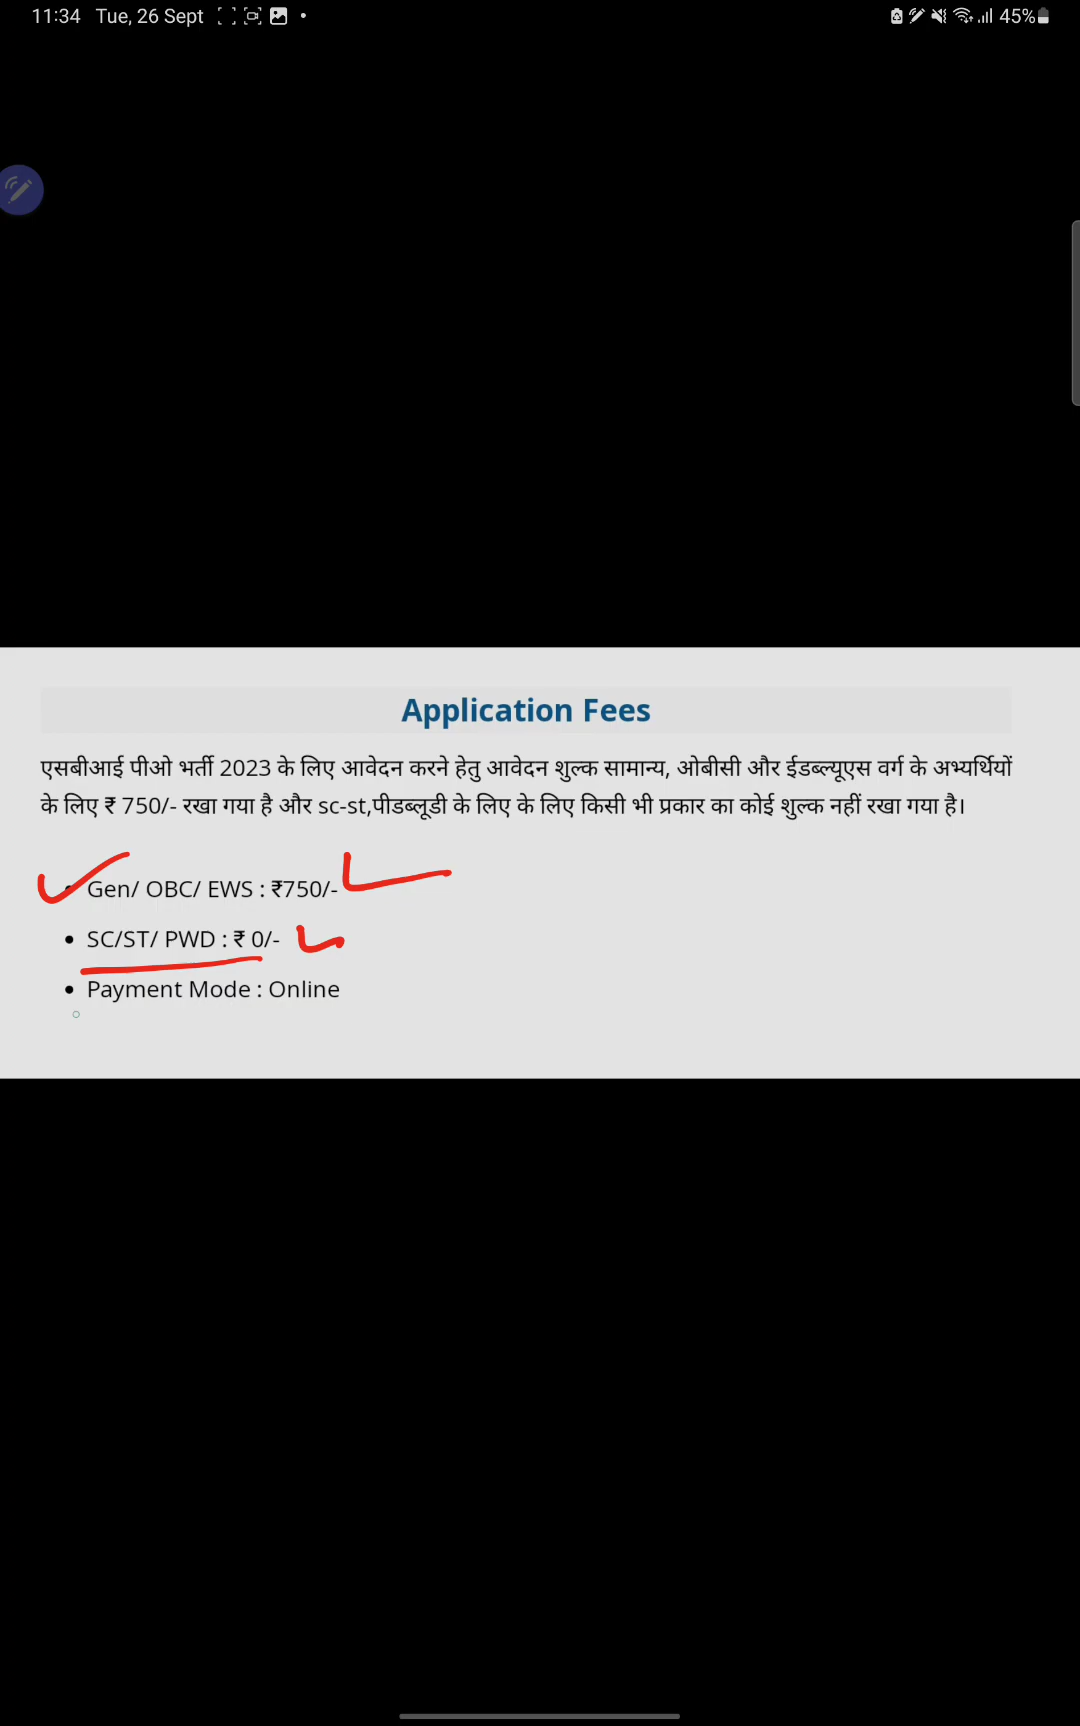 11:34 Tue, 26 Sept 45%
Application Fees
एसबीआई पीओ भर्ती 2023 के लिए आवेदन करने हेतु आवेदन शुल्क सामान्य, ओबीसी और ईडब्ल्यूएस वर्ग के अभ्यर्थियों
के लिए ₹ 750/- रखा गया है और sc-st,पीडब्लूडी के लिए के लिए किसी भी प्रकार का कोई शुल्क नहीं रखा गया है।
Gen/ OBC/ EWS : ₹750/-
• SC/ST/ PWD : ₹ 0/-
• Payment Mode : Online